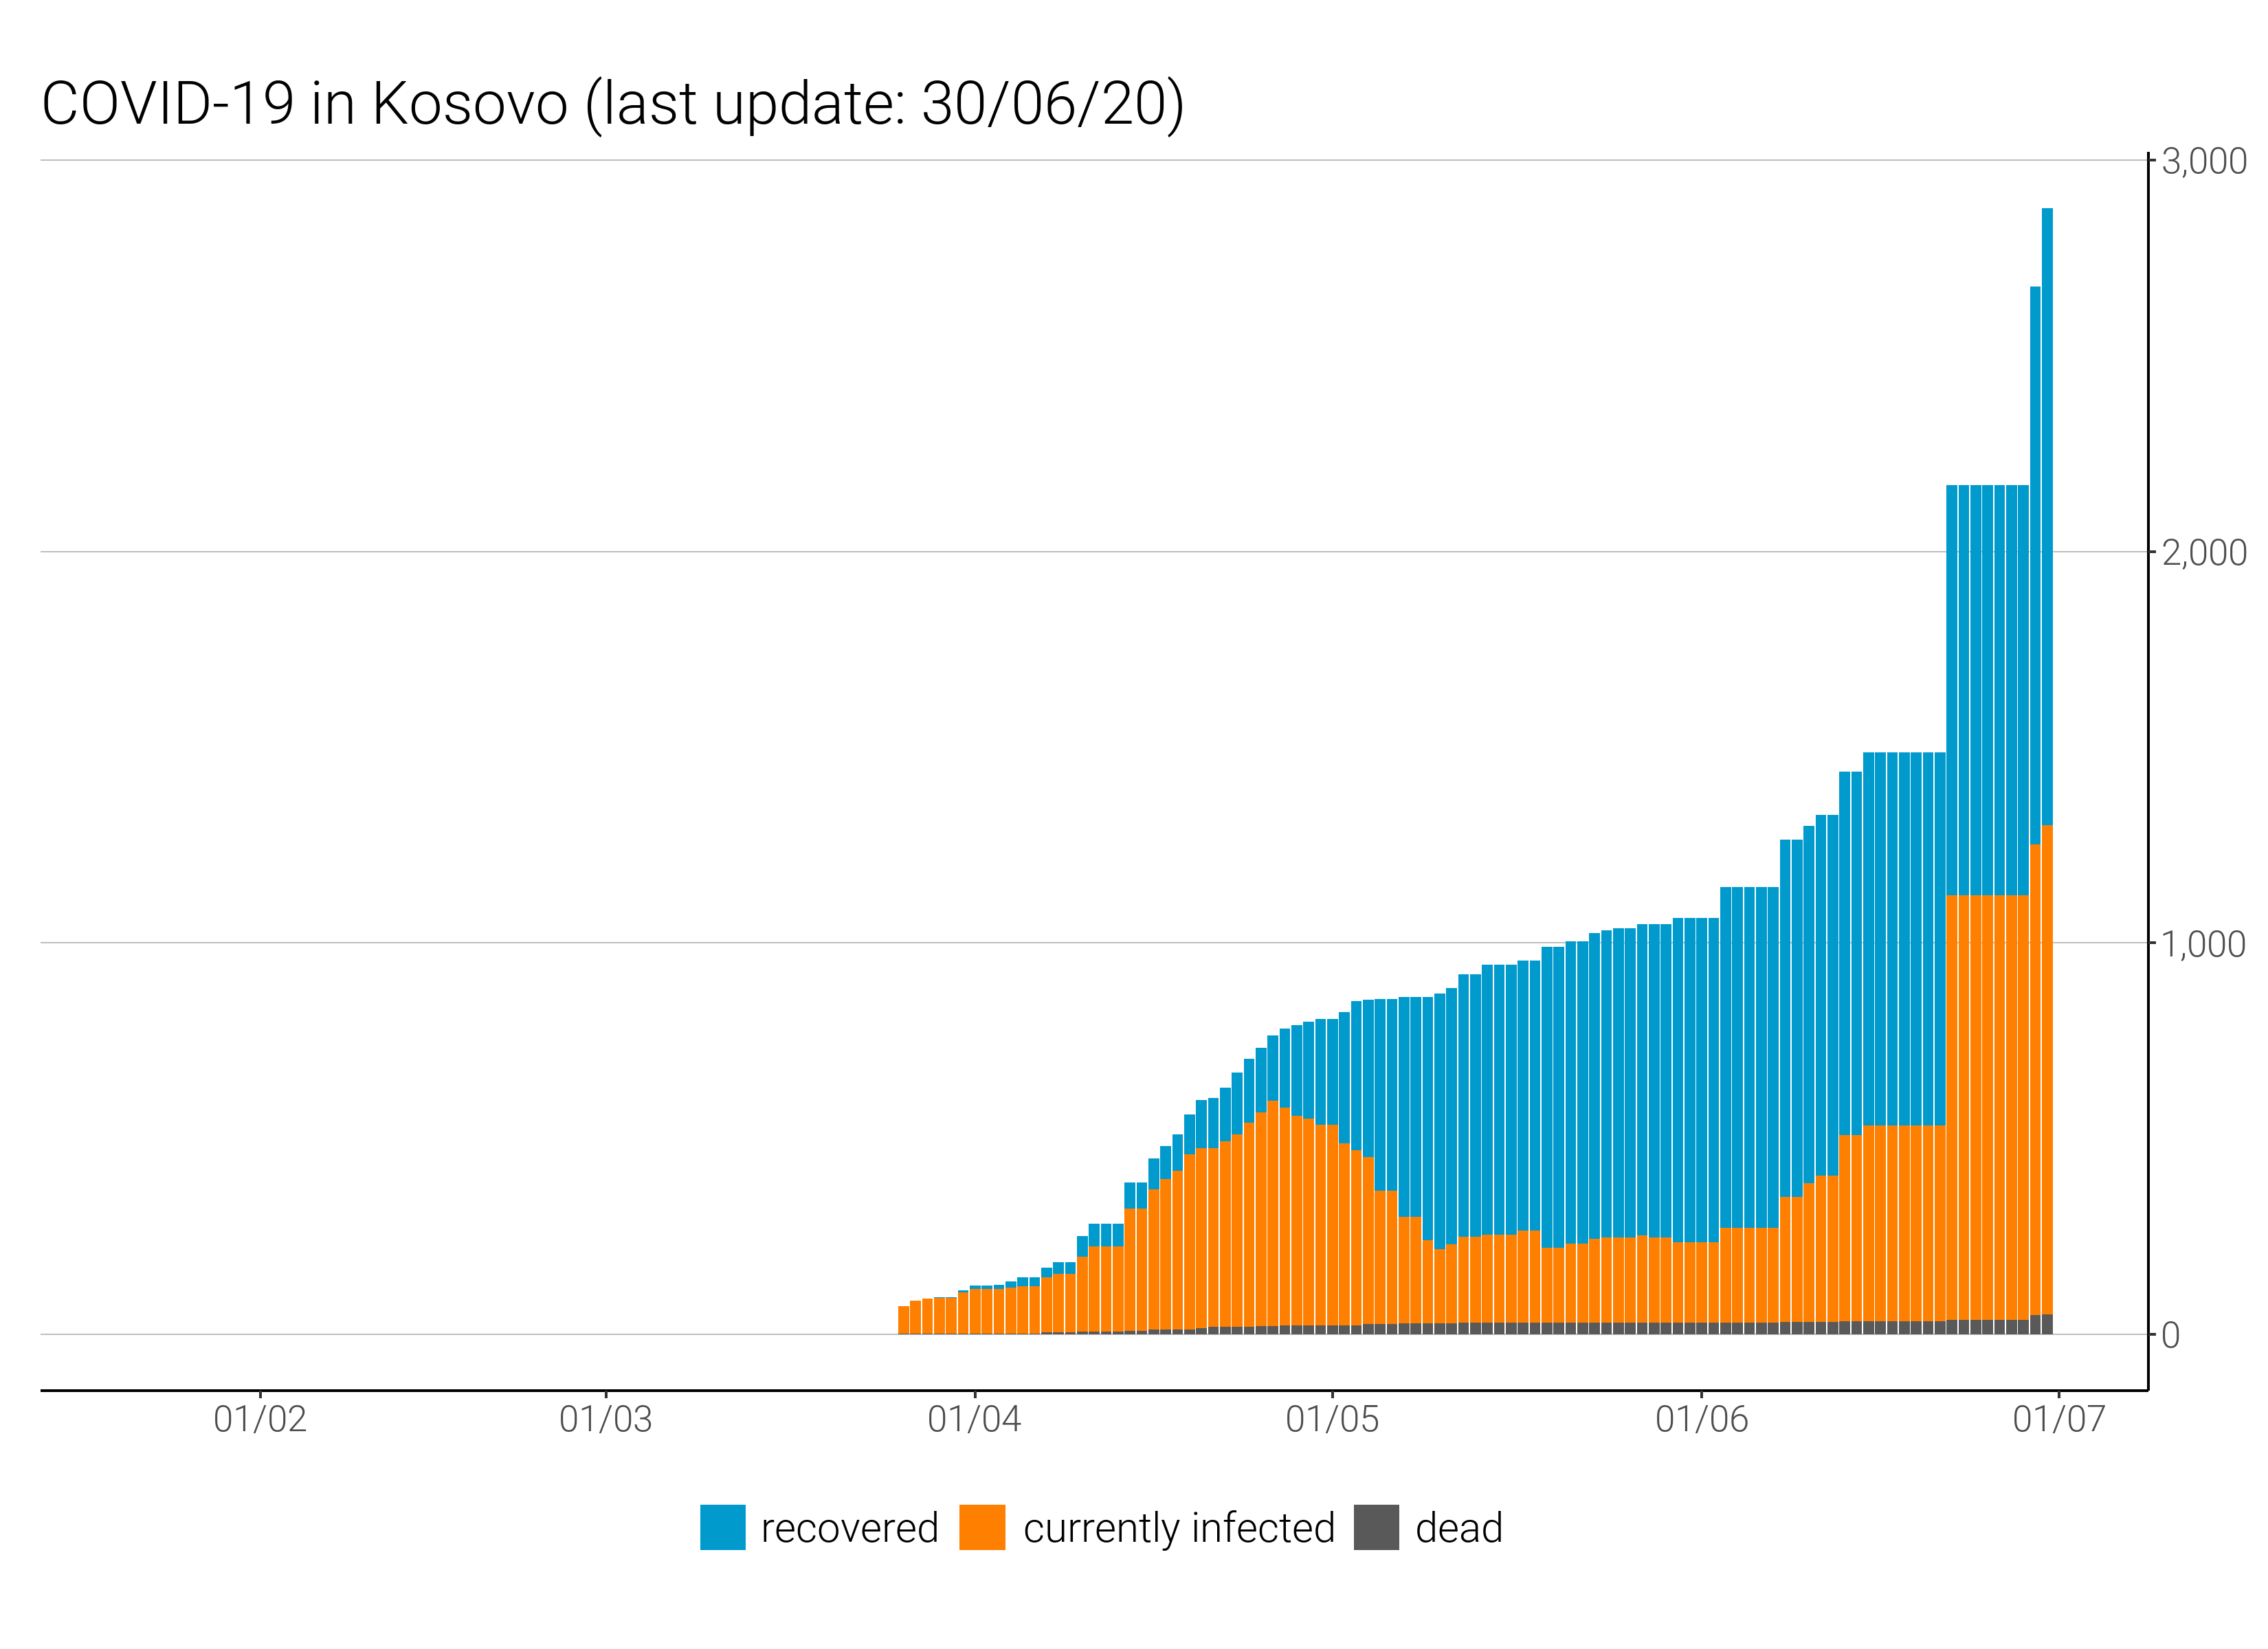 COVID-19 in Kosovo (last update: 30/06/20)
3,000
2,000
1,000
0
01/02 01/03 01/04 01/05 01/06 01/07
recovered currently infected dead